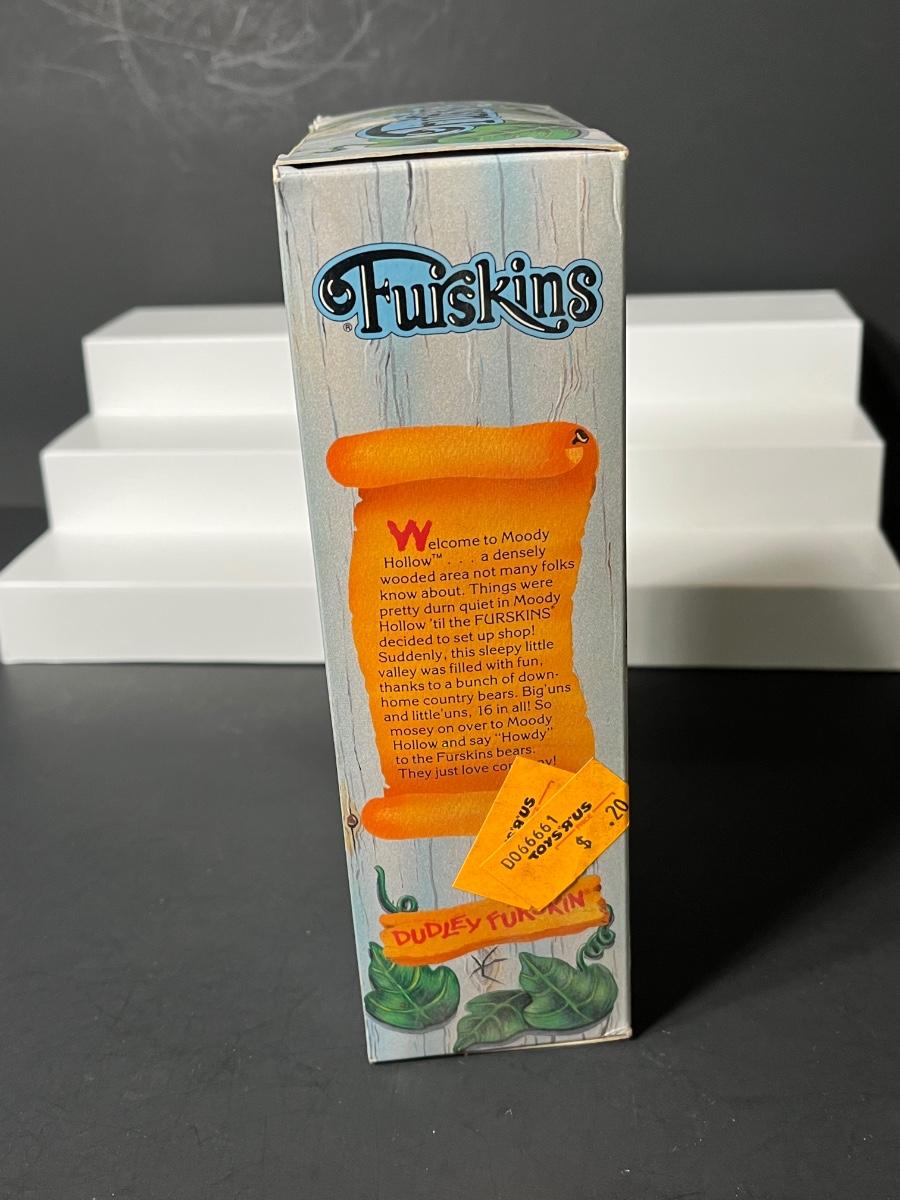 Furskins
®
Welcome to Moody
Hollow™ . . . a densely
wooded area not many folks
know about. Things were
pretty durn quiet in Moody
Hollow 'til the FURSKINS®
decided to set up shop!
Suddenly, this sleepy little
valley was filled with fun,
thanks to a bunch of down-
home country bears. Big'uns
and little'uns, 16 in all! So
mosey on over to Moody
Hollow and say "Howdy"
to the Furskins bears.
They just love
D066661
TOYS"R"US
$ .20
DUDLEY FURSKIN